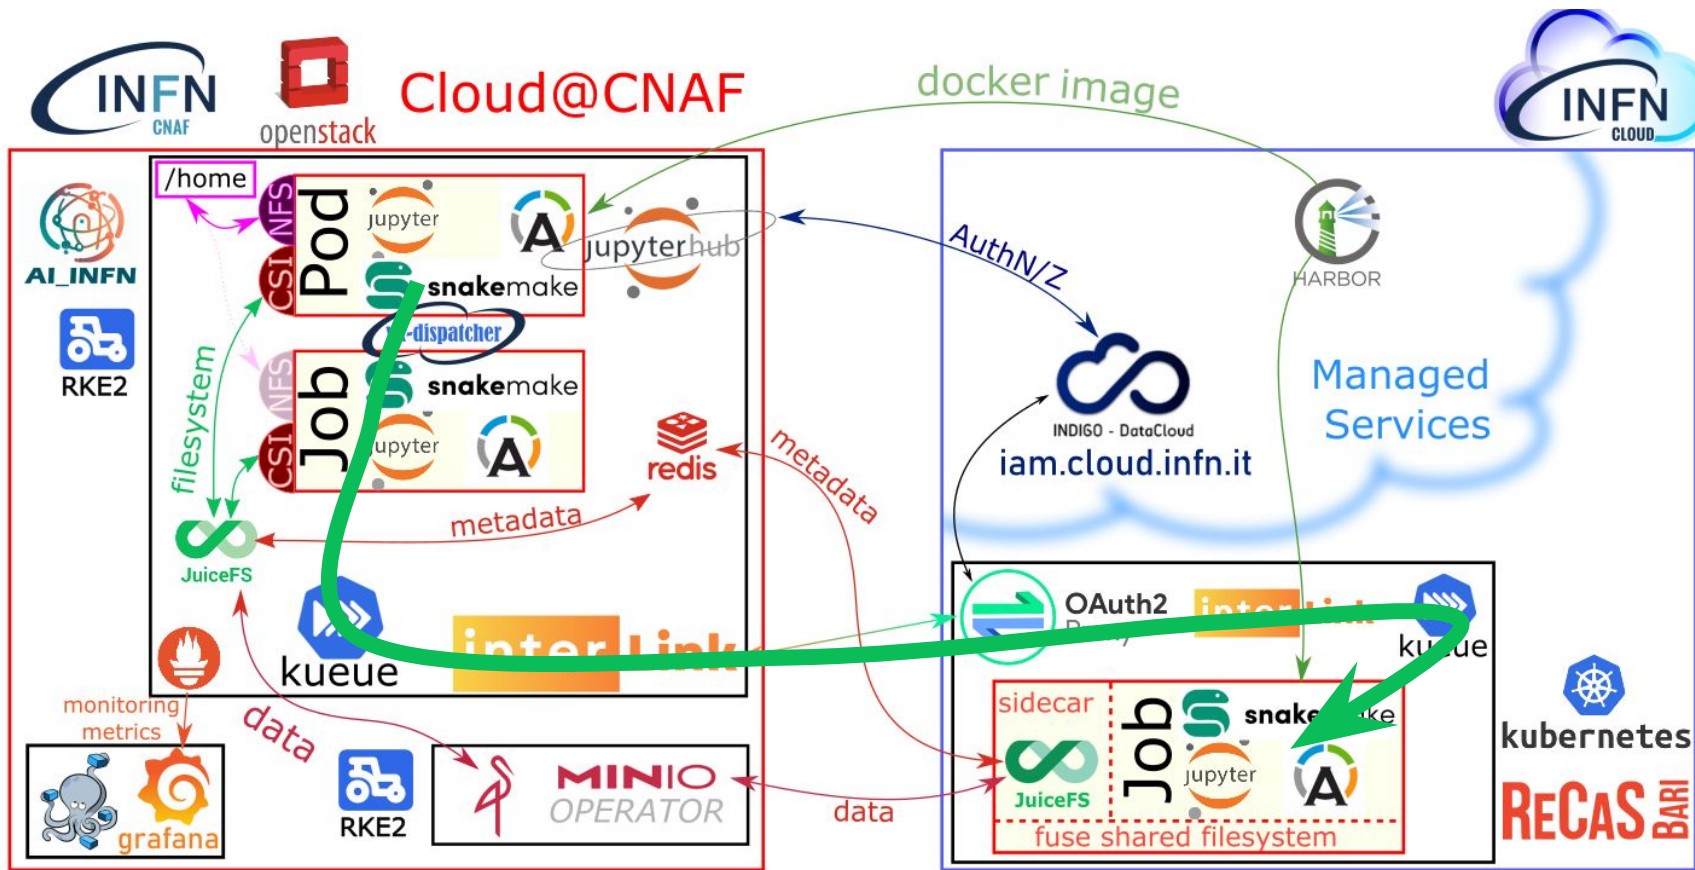 INFN
CNAF
openstack
Cloud@CNAF
docker image
INFN
CLOUD
AI_INFN
RKE2
/home
NFS
CSI
Pod
jupyter
A
snakemake
jupyterhub
-dispatcher
NFS
CSI
Job
snakemake
jupyter
A
filesystem
JuiceFS
metadata
redis
metadata
AuthN/Z
HARBOR
INDIGO - DataCloud
iam.cloud.infn.it
Managed
Services
kueue
inter Link
monitoring
metrics
grafana
data
RKE2
MINIO
OPERATOR
data
OAuth2
kueue
sidecar
JuiceFS
Job
snakemake
jupyter
A
fuse shared filesystem
kubernetes
ReCaS
BARI